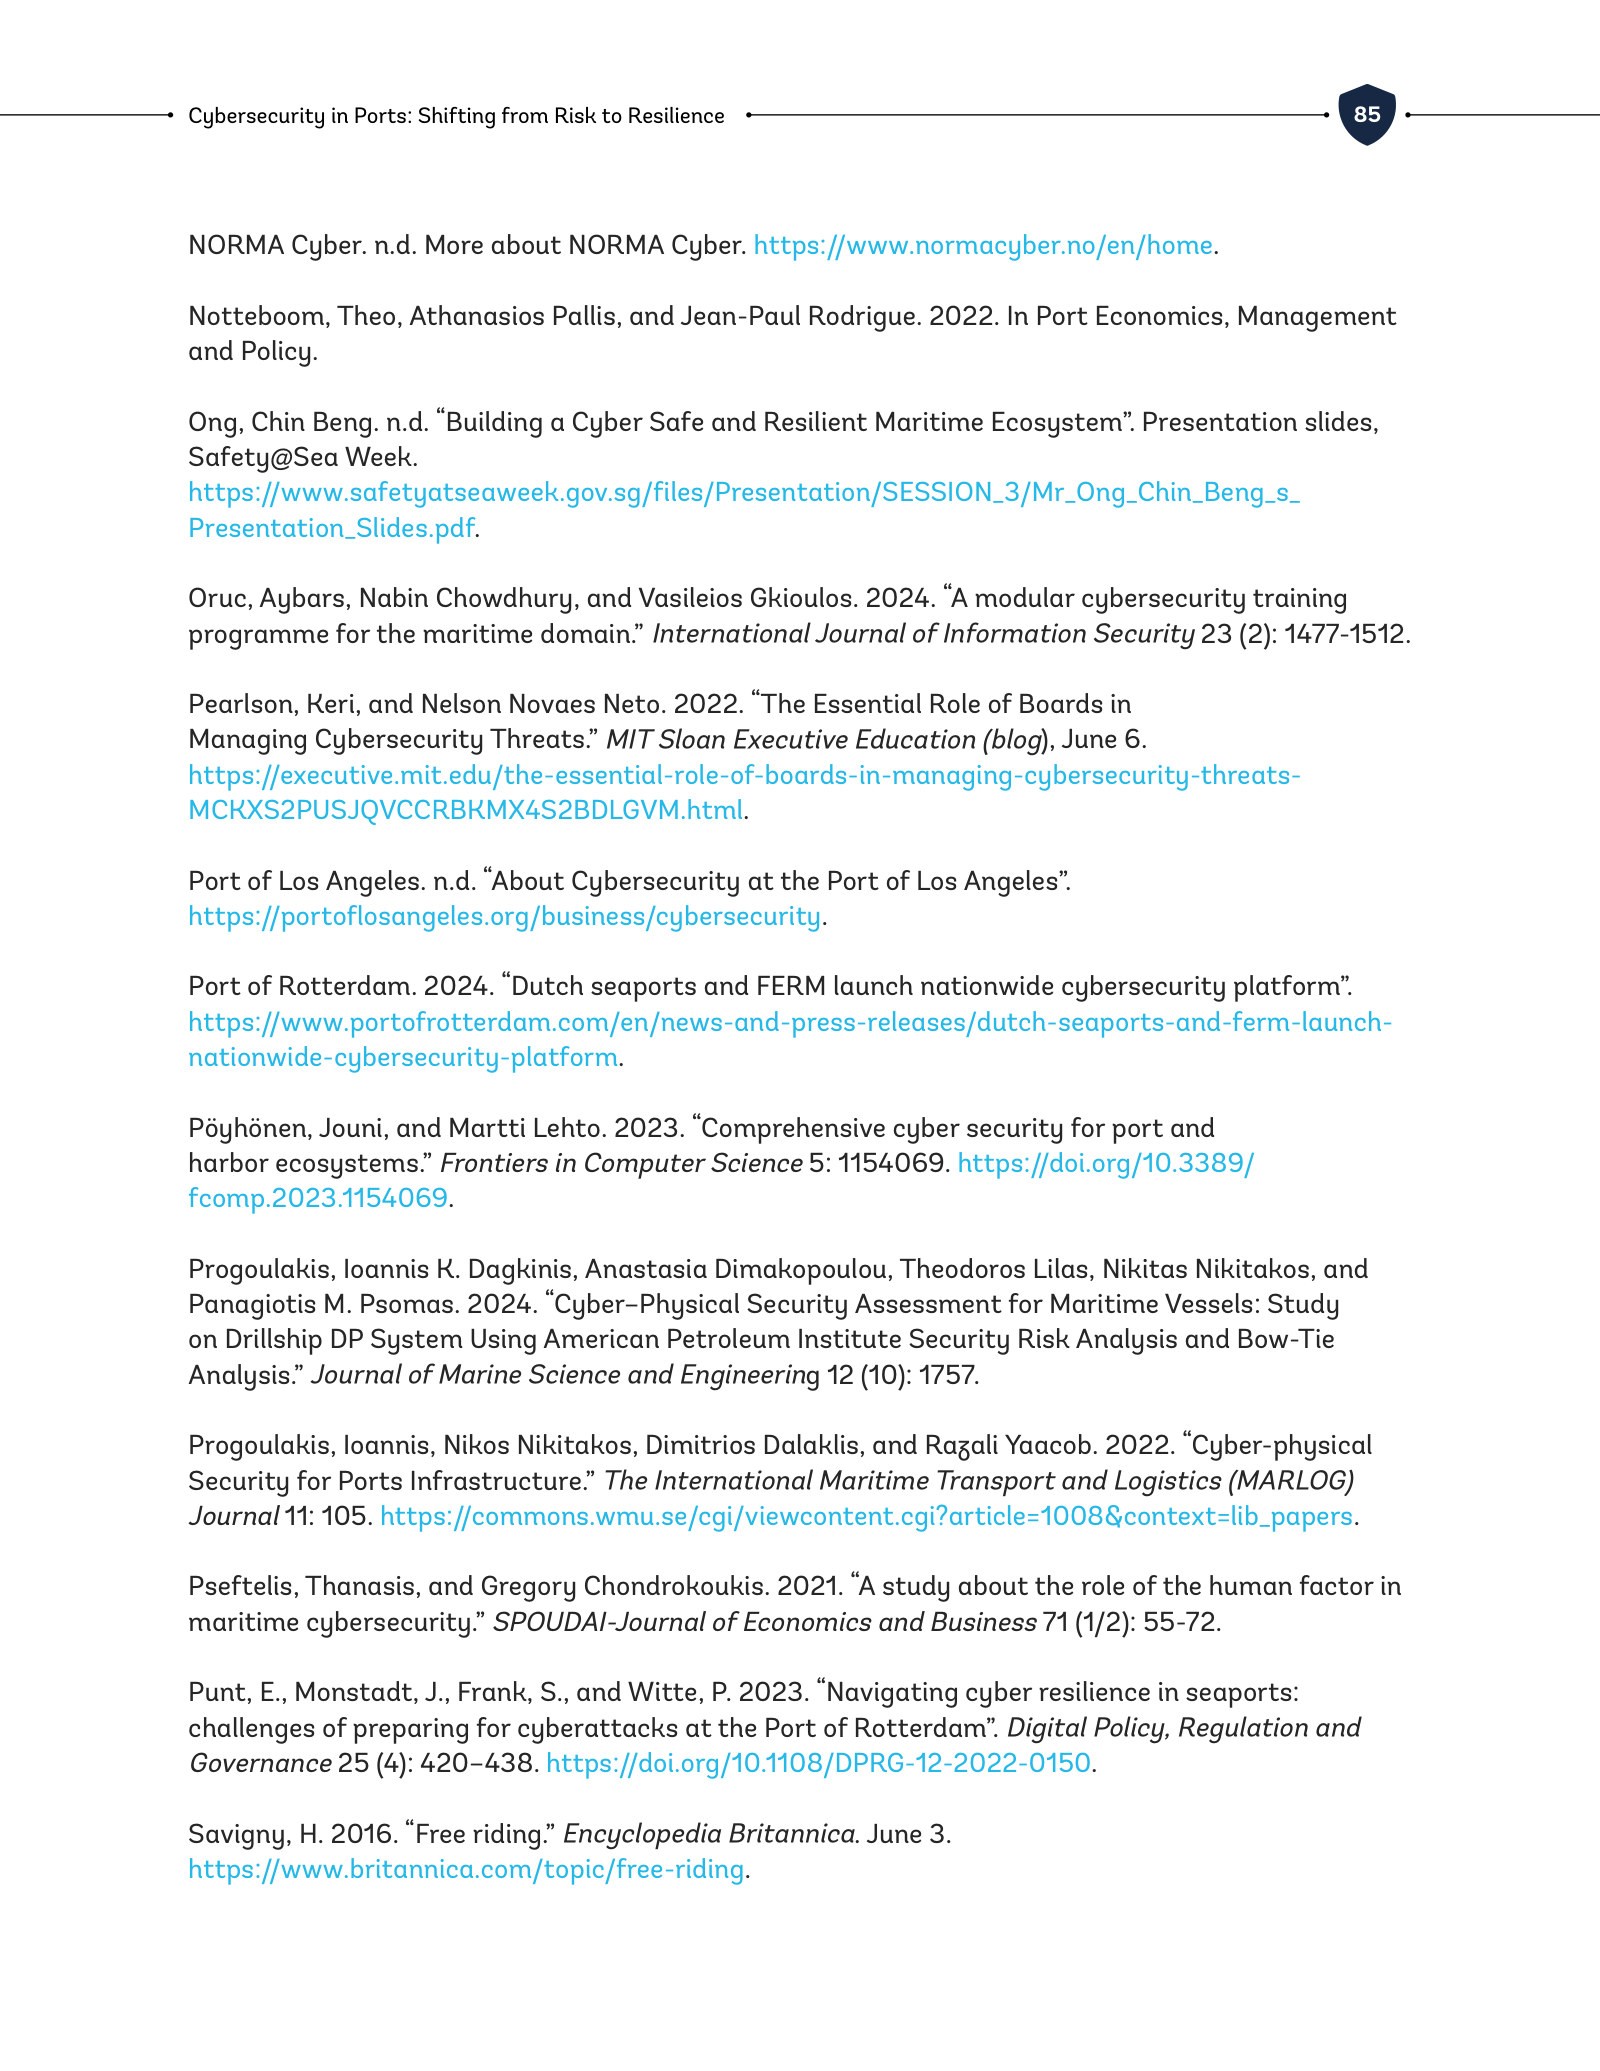 Cybersecurity in Ports: Shifting from Risk to Resilience
85
NORMA Cyber. n.d. More about NORMA Cyber. https://www.normacyber.no/en/home.
Notteboom, Theo, Athanasios Pallis, and Jean-Paul Rodrigue. 2022. In Port Economics, Management
and Policy.
Ong, Chin Beng. n.d. “Building a Cyber Safe and Resilient Maritime Ecosystem”. Presentation slides,
Safety@Sea Week.
https://www.safetyatseaweek.gov.sg/files/Presentation/SESSION_3/Mr_Ong_Chin_Beng_s_
Presentation_Slides.pdf.
Oruc, Aybars, Nabin Chowdhury, and Vasileios Gkioulos. 2024. “A modular cybersecurity training
programme for the maritime domain.” International Journal of Information Security 23 (2): 1477-1512.
Pearlson, Keri, and Nelson Novaes Neto. 2022. “The Essential Role of Boards in
Managing Cybersecurity Threats.” MIT Sloan Executive Education (blog), June 6.
https://executive.mit.edu/the-essential-role-of-boards-in-managing-cybersecurity-threats-
MCKXS2PUSJQVCCRBKMX4S2BDLGVM.html.
Port of Los Angeles. n.d. “About Cybersecurity at the Port of Los Angeles”.
https://portoflosangeles.org/business/cybersecurity.
Port of Rotterdam. 2024. “Dutch seaports and FERM launch nationwide cybersecurity platform”.
https://www.portofrotterdam.com/en/news-and-press-releases/dutch-seaports-and-ferm-launch-
nationwide-cybersecurity-platform.
Pöyhönen, Jouni, and Martti Lehto. 2023. “Comprehensive cyber security for port and
harbor ecosystems.” Frontiers in Computer Science 5: 1154069. https://doi.org/10.3389/
fcomp.2023.1154069.
Progoulakis, Ioannis K. Dagkinis, Anastasia Dimakopoulou, Theodoros Lilas, Nikitas Nikitakos, and
Panagiotis M. Psomas. 2024. “Cyber–Physical Security Assessment for Maritime Vessels: Study
on Drillship DP System Using American Petroleum Institute Security Risk Analysis and Bow-Tie
Analysis.” Journal of Marine Science and Engineering 12 (10): 1757.
Progoulakis, Ioannis, Nikos Nikitakos, Dimitrios Dalaklis, and Razali Yaacob. 2022. “Cyber-physical
Security for Ports Infrastructure.” The International Maritime Transport and Logistics (MARLOG)
Journal 11: 105. https://commons.wmu.se/cgi/viewcontent.cgi?article=1008&context=lib_papers.
Pseftelis, Thanasis, and Gregory Chondrokoukis. 2021. “A study about the role of the human factor in
maritime cybersecurity.” SPOUDAI-Journal of Economics and Business 71 (1/2): 55-72.
Punt, E., Monstadt, J., Frank, S., and Witte, P. 2023. “Navigating cyber resilience in seaports:
challenges of preparing for cyberattacks at the Port of Rotterdam”. Digital Policy, Regulation and
Governance 25 (4): 420–438. https://doi.org/10.1108/DPRG-12-2022-0150.
Savigny, H. 2016. “Free riding.” Encyclopedia Britannica. June 3.
https://www.britannica.com/topic/free-riding.